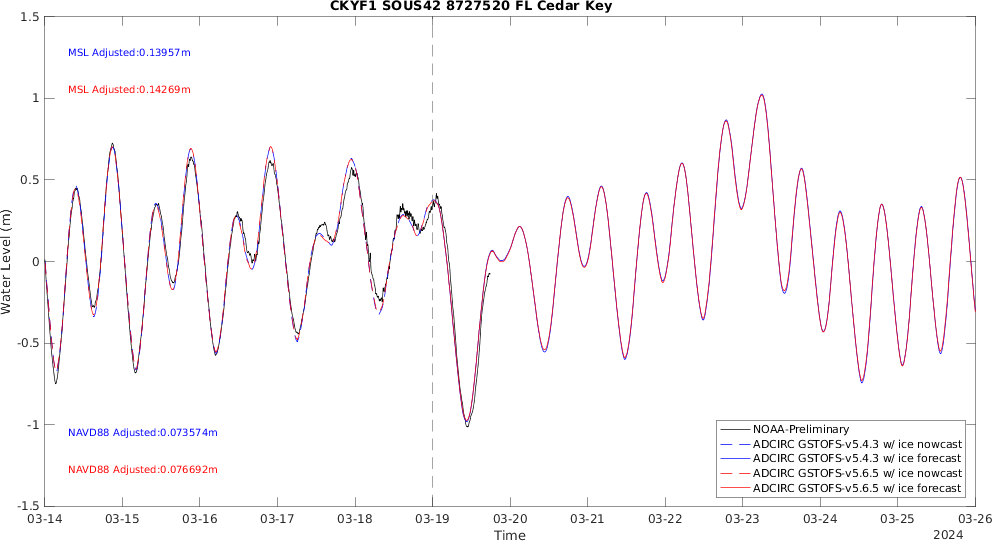 CKYF1 SOUS42 8727520 FL Cedar Key
1.5
1
0.5
0
-0.5
-1
-1.5
Water Level (m)
MSL Adjusted:0.13957m
MSL Adjusted:0.14269m
NAVD88 Adjusted:0.073574m
NAVD88 Adjusted:0.076692m
NOAA-Preliminary
ADCIRC GSTOFS-v5.4.3 w/ ice nowcast
ADCIRC GSTOFS-v5.4.3 w/ ice forecast
ADCIRC GSTOFS-v5.6.5 w/ ice nowcast
ADCIRC GSTOFS-v5.6.5 w/ ice forecast
03-14 03-15 03-16 03-17 03-18 03-19 03-20 03-21 03-22 03-23 03-24 03-25 03-26
Time
2024